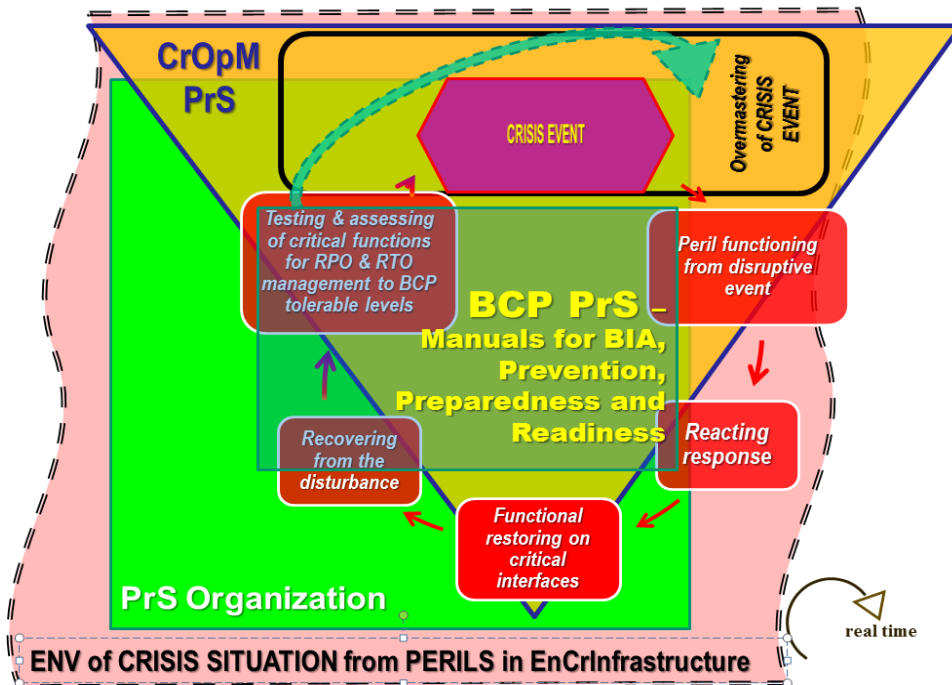 CrOpM
PrS
CRISIS EVENT
Overmastering
of CRISIS
EVENT
Testing & assessing
of critical functions
for RPO & RTO
management to BCP
tolerable levels
Peril functioning
from disruptive
event
BCP PrS –
Manuals for BIA,
Prevention,
Preparedness and
Readiness
Reacting
response
Recovering
from the
disturbance
Functional
restoring on
critical
interfaces
PrS Organization
real time
ENV of CRISIS SITUATION from PERILS in EnCrInfrastructure